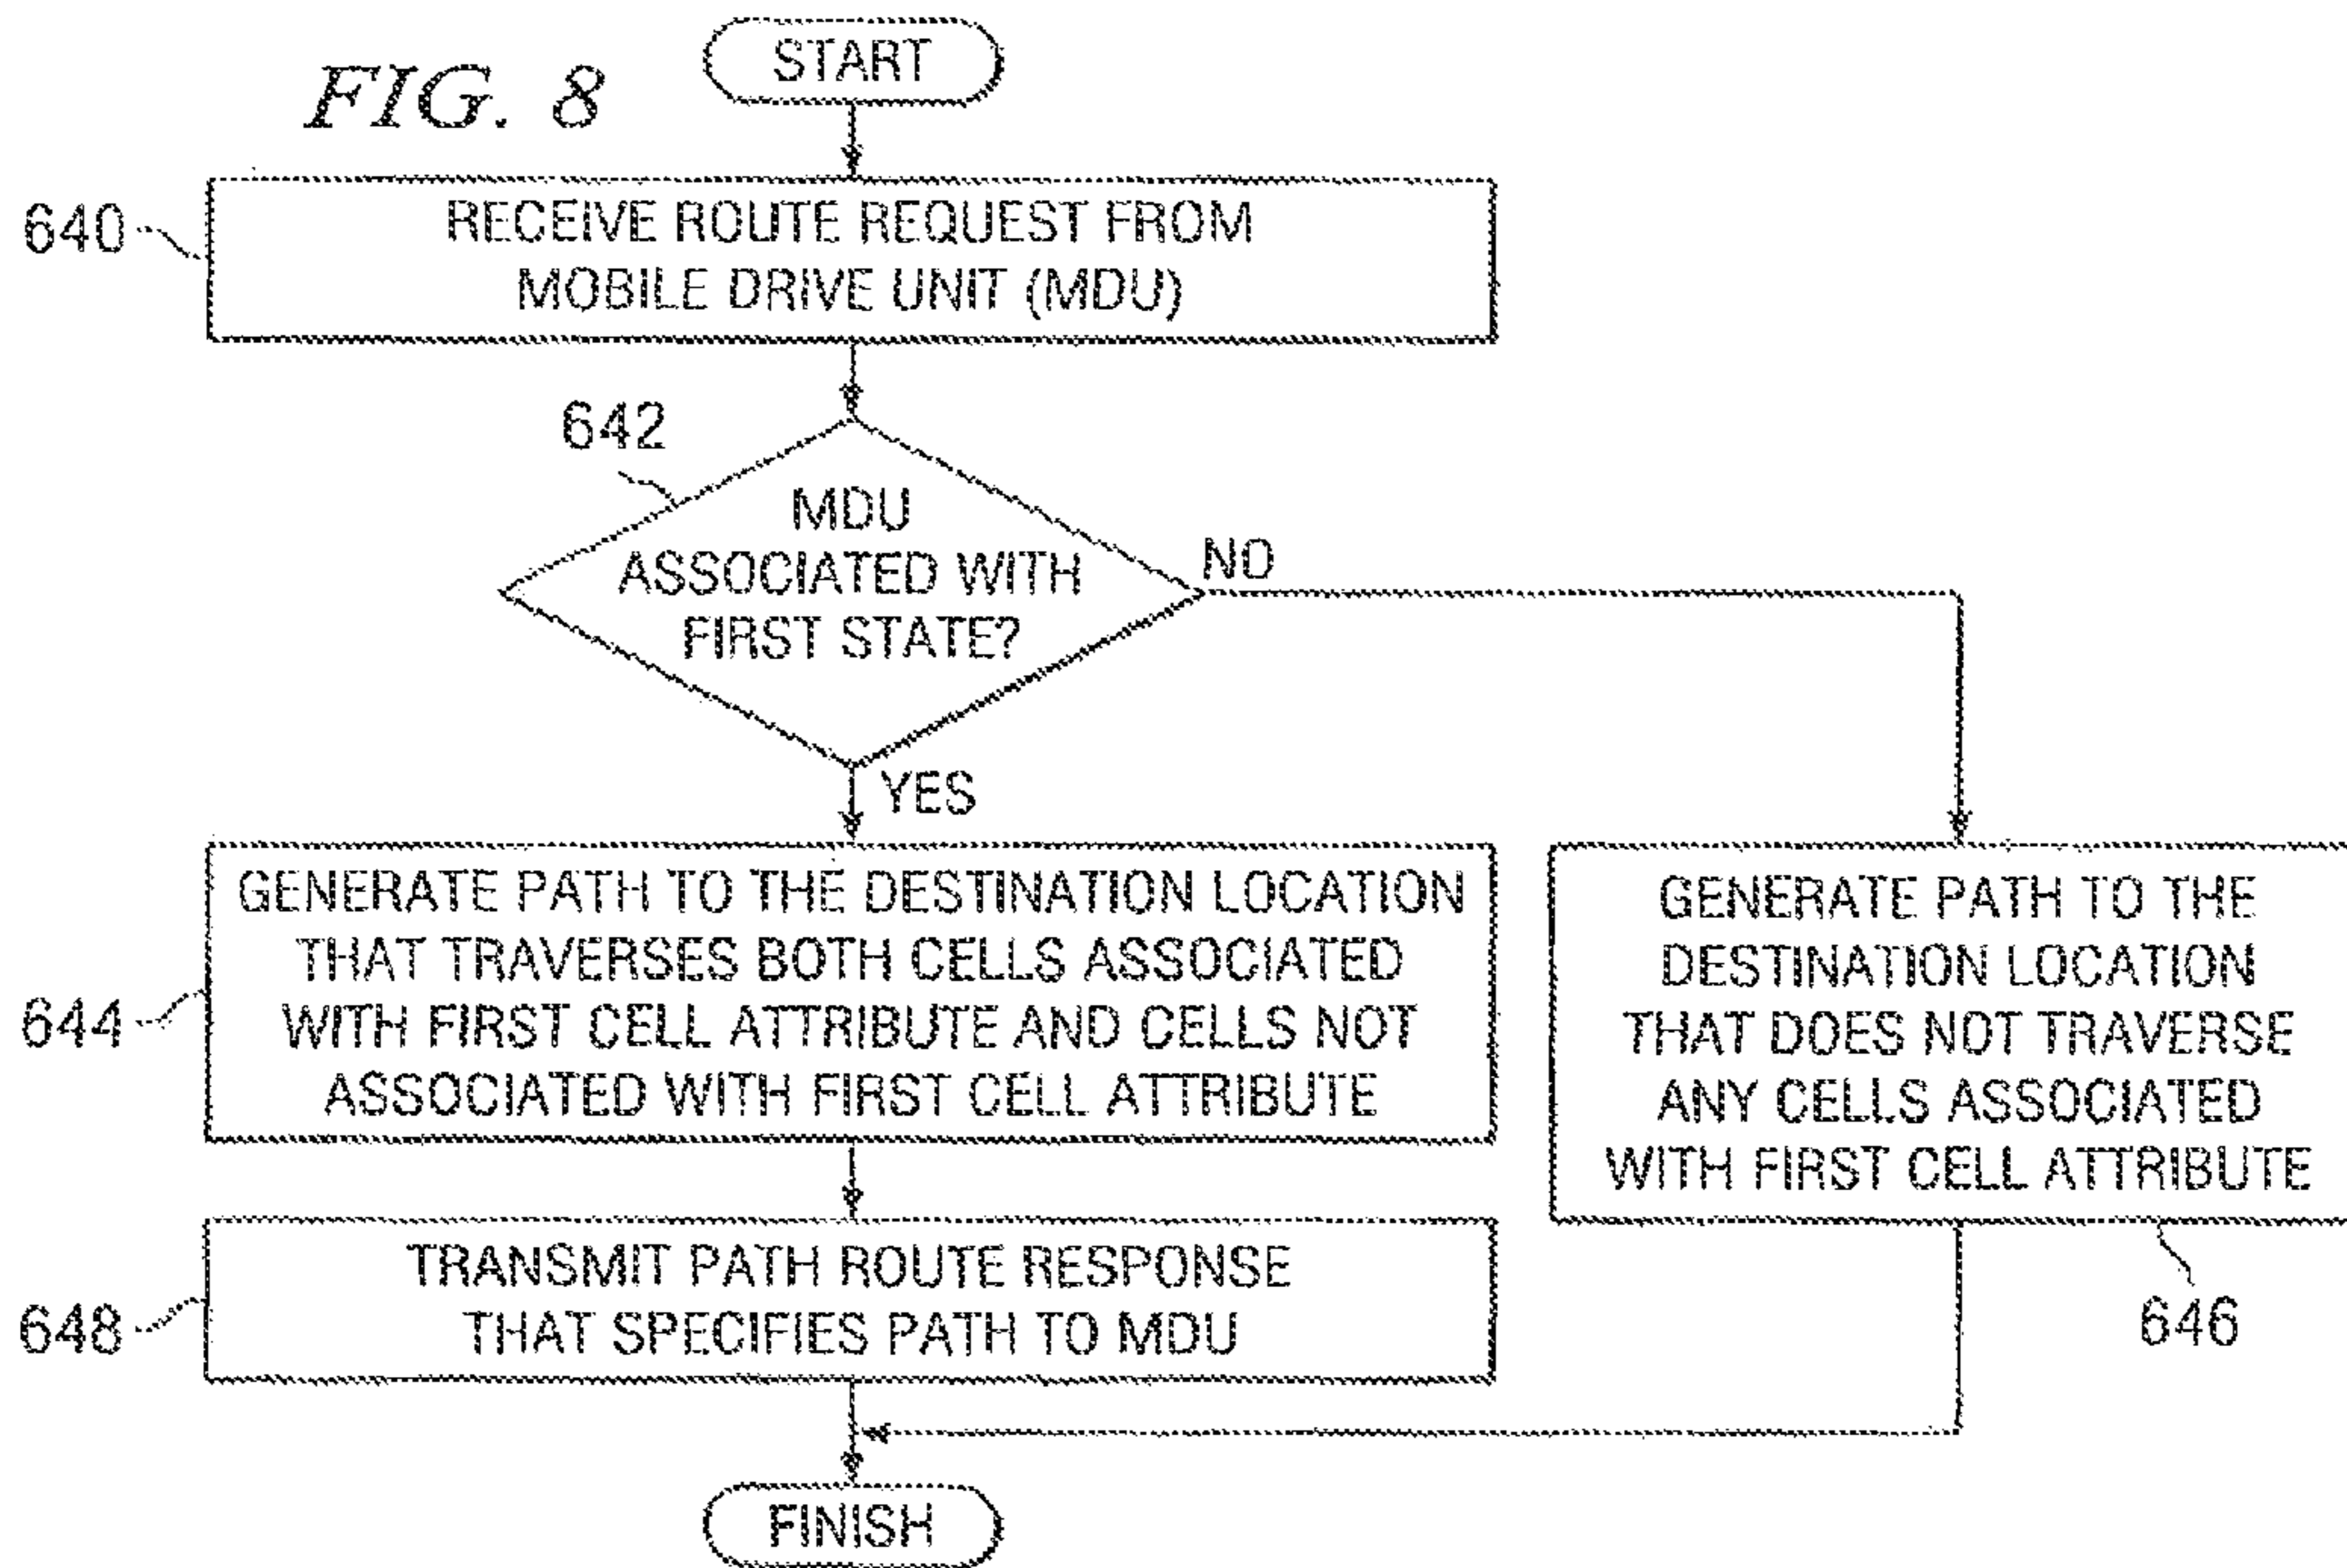 FIG. 8
START
640
RECEIVE ROUTE REQUEST FROM
MOBILE DRIVE UNIT (MDU)
642
MDU
ASSOCIATED WITH
FIRST STATE?
NO
YES
644
GENERATE PATH TO THE DESTINATION LOCATION
THAT TRAVERSES BOTH CELLS ASSOCIATED
WITH FIRST CELL ATTRIBUTE AND CELLS NOT
ASSOCIATED WITH FIRST CELL ATTRIBUTE
GENERATE PATH TO THE
DESTINATION LOCATION
THAT DOES NOT TRAVERSE
ANY CELLS ASSOCIATED
WITH FIRST CELL ATTRIBUTE
646
648
TRANSMIT PATH ROUTE RESPONSE
THAT SPECIFIES PATH TO MDU
FINISH